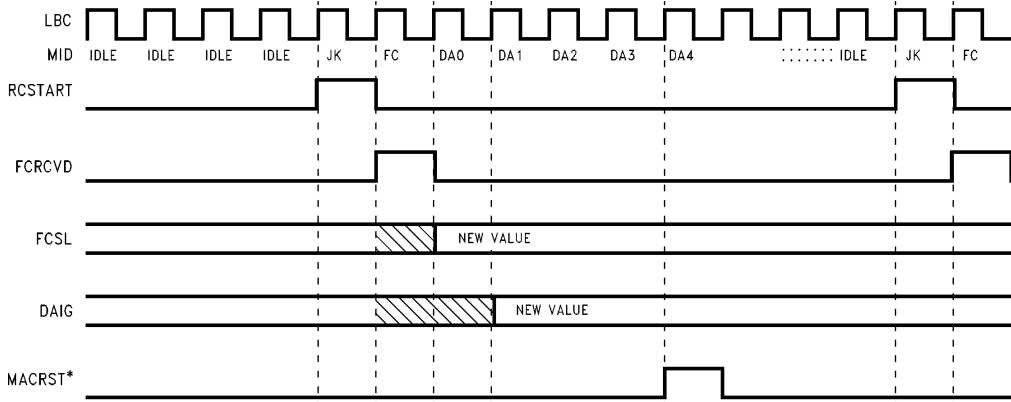 LBC
MID IDLE IDLE IDLE IDLE JK FC DA0 DA1 DA2 DA3 DA4 IDLE JK FC
RCSTART
FCRCVD
FCSL NEW VALUE
DAIG NEW VALUE
MACRST*